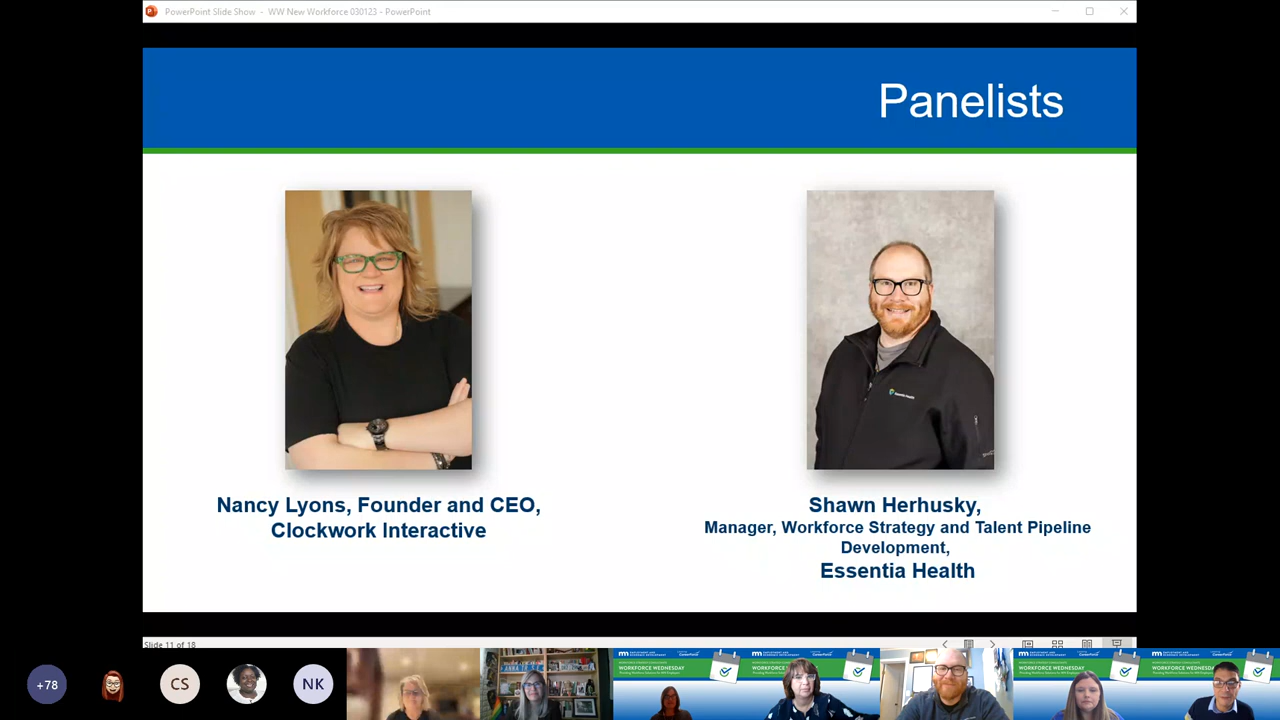 PowerPoint Slide Show - WW New Workforce 030123 - PowerPoint
Panelists
Essentia Health
Nancy Lyons, Founder and CEO,
Clockwork Interactive
Shawn Herhusky,
Manager, Workforce Strategy and Talent Pipeline
Development,
Essentia Health
Slide 11 of 18
+78
CS
NK
WORKFORCE WEDNESDAY
WORKFORCE WEDNESDAY
WORKFORCE WEDNESDAY